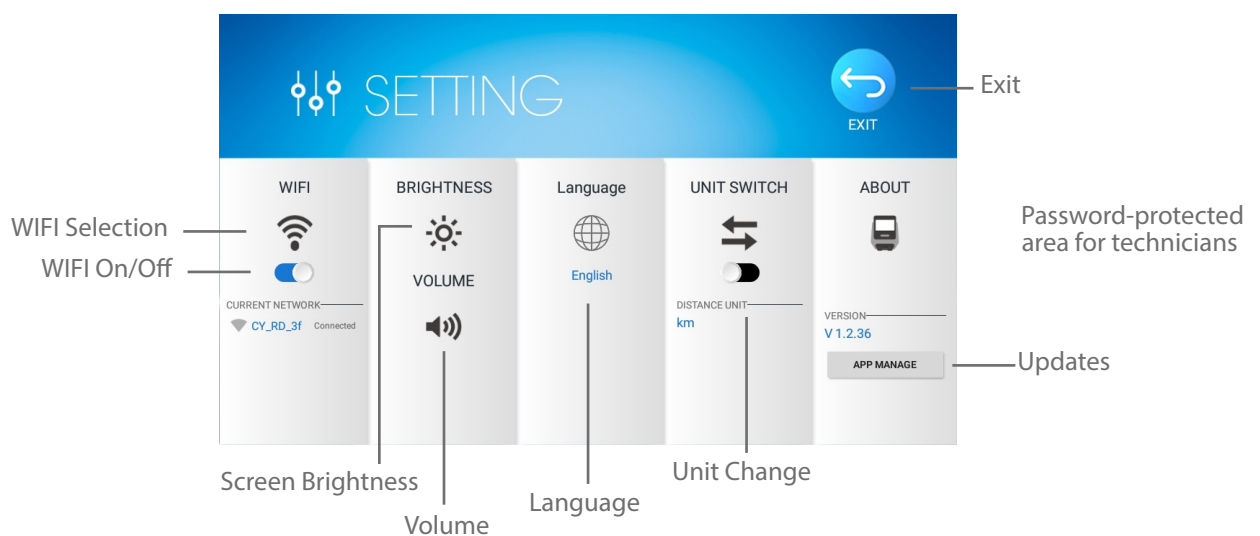 SETTING
EXIT
Exit
WIFI
BRIGHTNESS
Language
UNIT SWITCH
ABOUT
WIFI Selection
WIFI On/Off
Password-protected
area for technicians
VOLUME
English
CURRENT NETWORK
CY_RD_3f Connected
DISTANCE UNIT
km
VERSION
V 1.2.36
APP MANAGE
Updates
Screen Brightness
Volume
Language
Unit Change